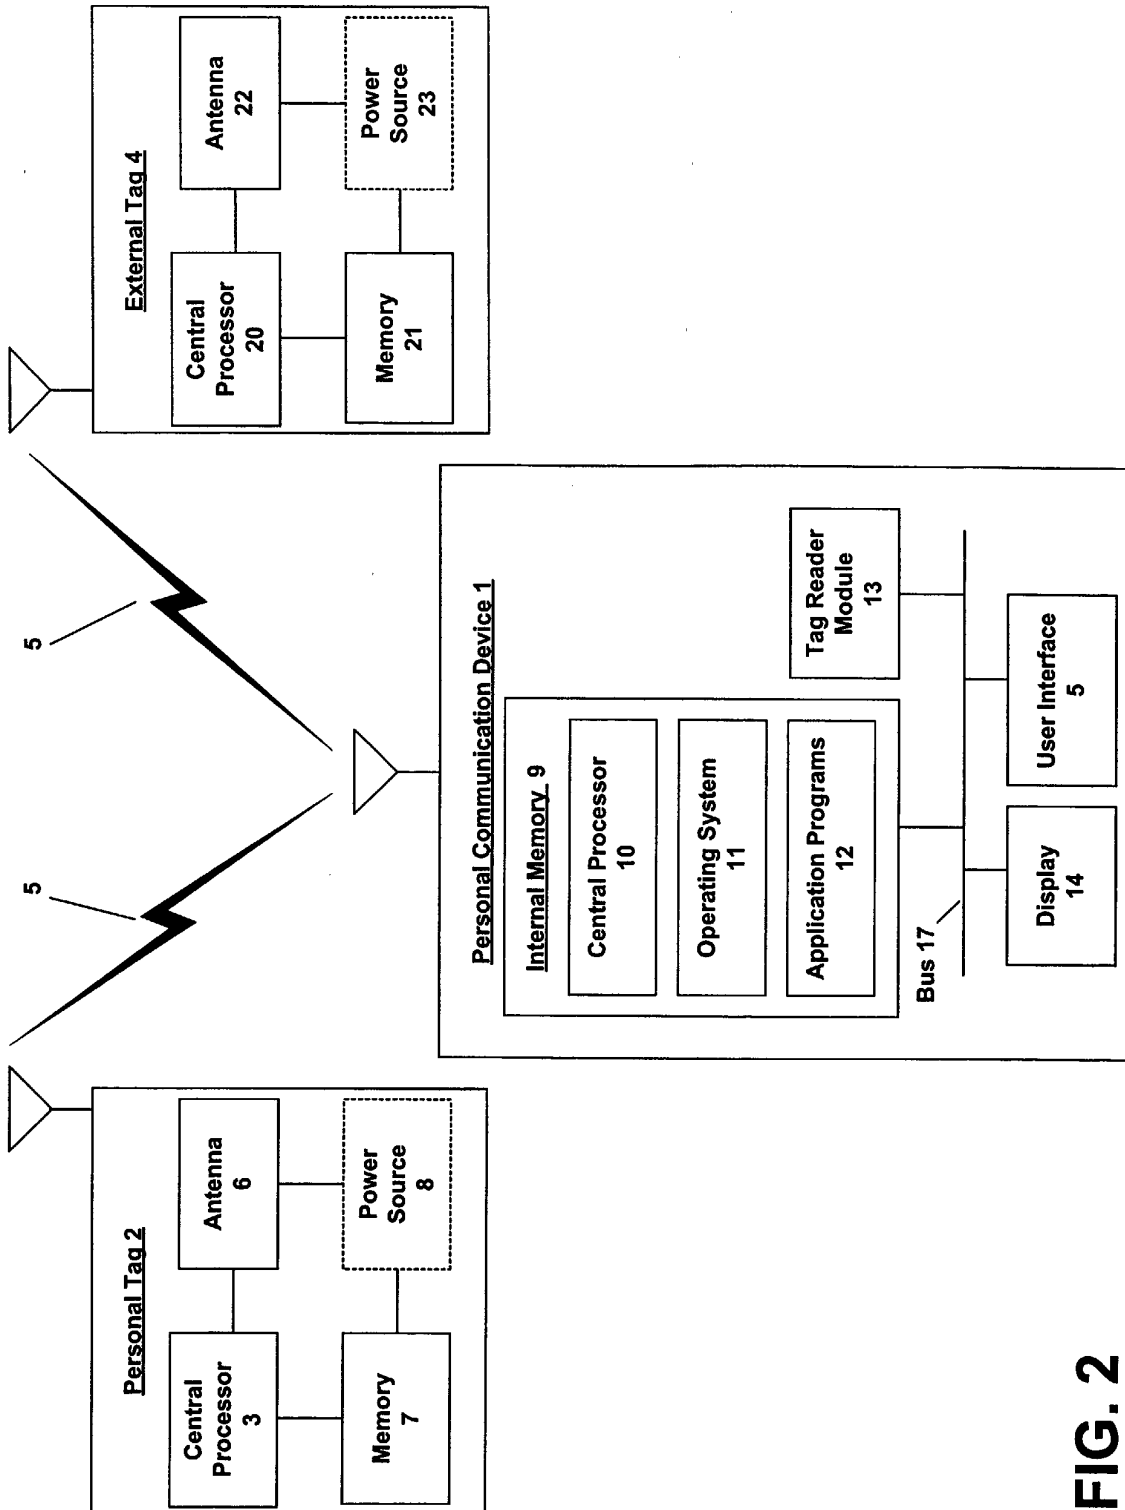 Personal Tag 2
Central
Processor
3
Antenna
6
Memory
7
Power
Source
8
5
5
External Tag 4
Central
Processor
20
Antenna
22
Memory
21
Power
Source
23
Personal Communication Device 1
Internal Memory 9
Central Processor
10
Operating System
11
Application Programs
12
Tag Reader
Module
13
Bus 17
Display
14
User Interface
5
FIG. 2